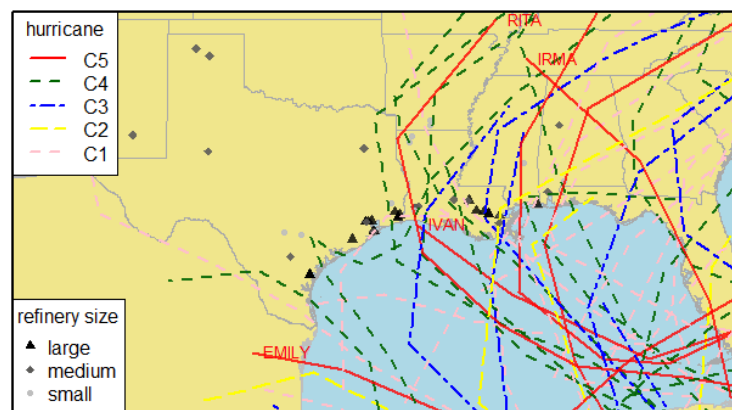 hurricane
C5
C4
C3
C2
C1
RITA
IRMA
IVAN
EMILY
refinery size
large
medium
small